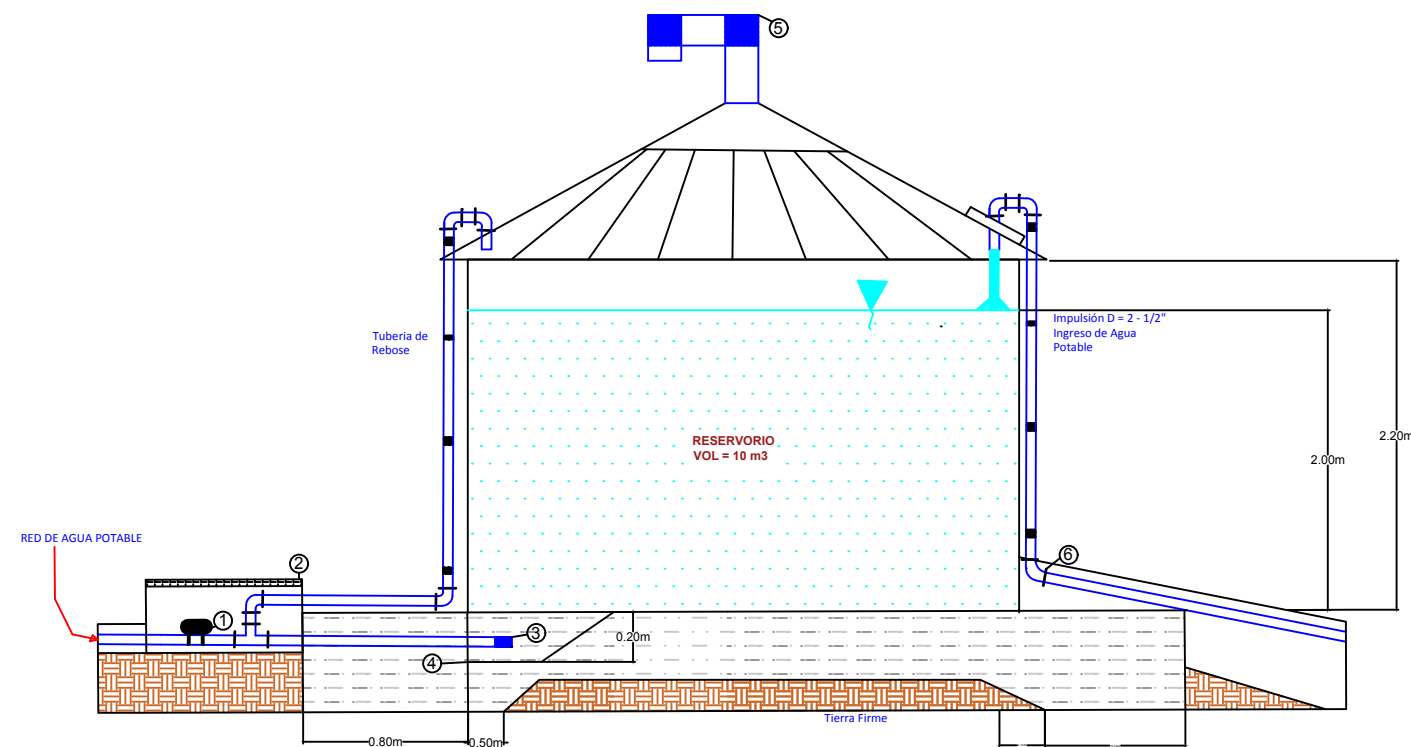 5
Tuberia de
Rebose
Impulsión D = 2 - 1/2"
Ingreso de Agua
Potable
RESERVORIO
VOL = 10 m3
2.20m
2.00m
RED DE AGUA POTABLE
2
6
1
3
0.20m
4
Tierra Firme
0.80m
0.50m